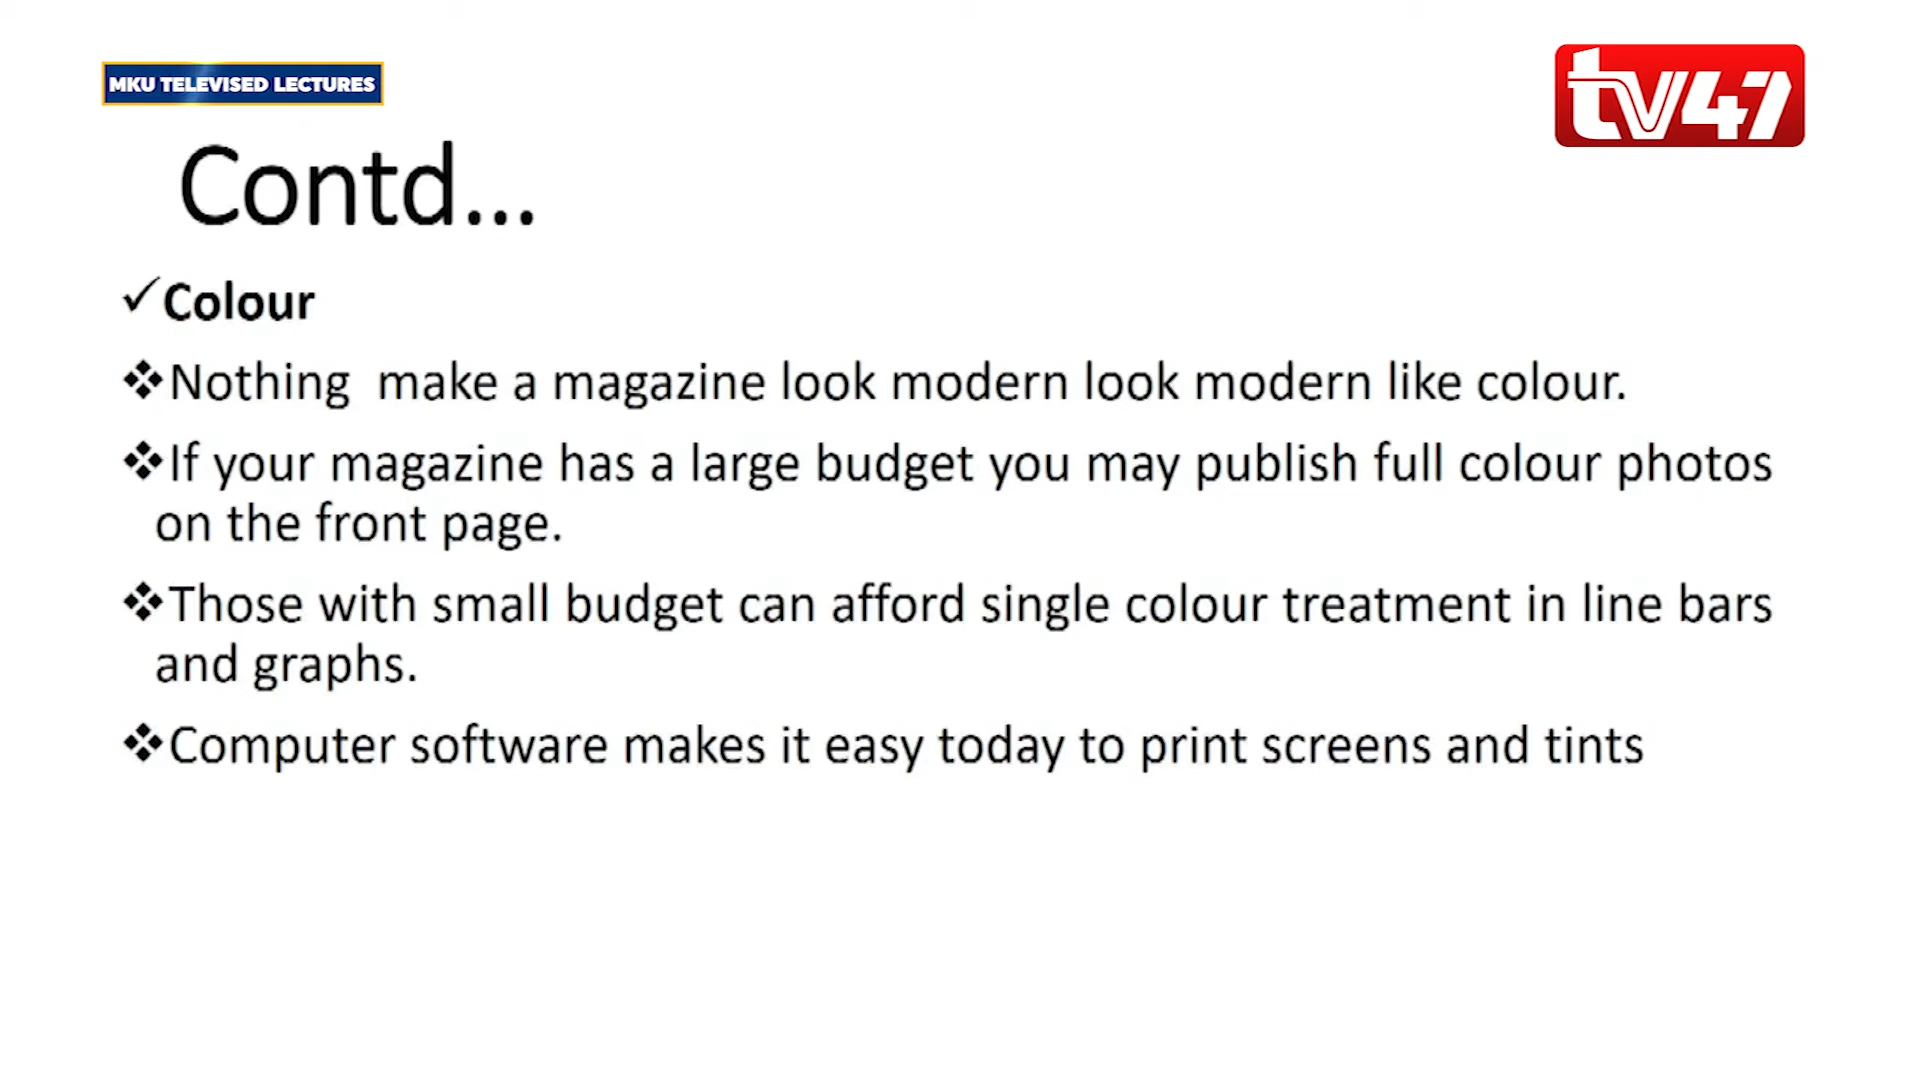 MKU TELEVISED LECTURES
tv47
Contd...
✓Colour
❖Nothing  make a magazine look modern look modern like colour.
❖If your magazine has a large budget you may publish full colour photos
on the front page.
❖Those with small budget can afford single colour treatment in line bars
and graphs.
❖Computer software makes it easy today to print screens and tints